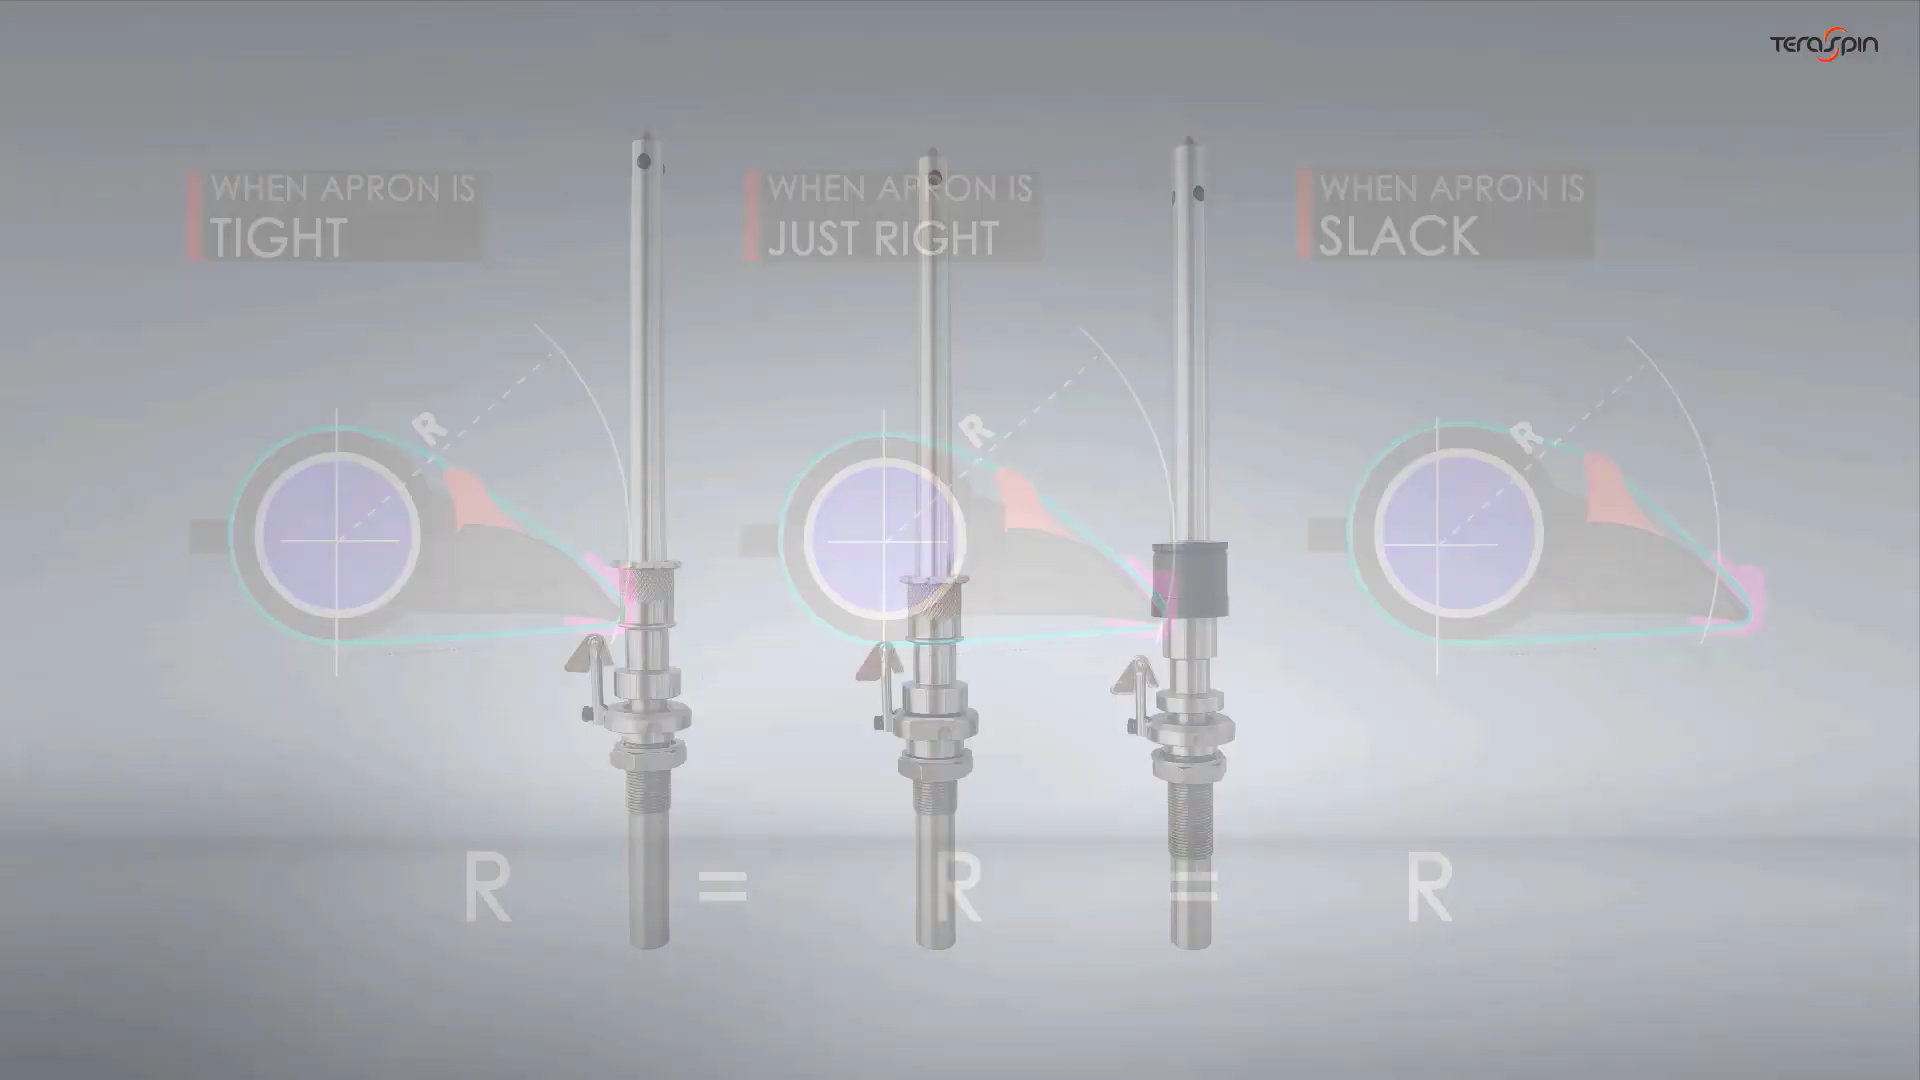 TeraSpin
WHEN APRON IS
TIGHT
WHEN APRON IS
JUST RIGHT
WHEN APRON IS
SLACK
R
R
R
R = R = R